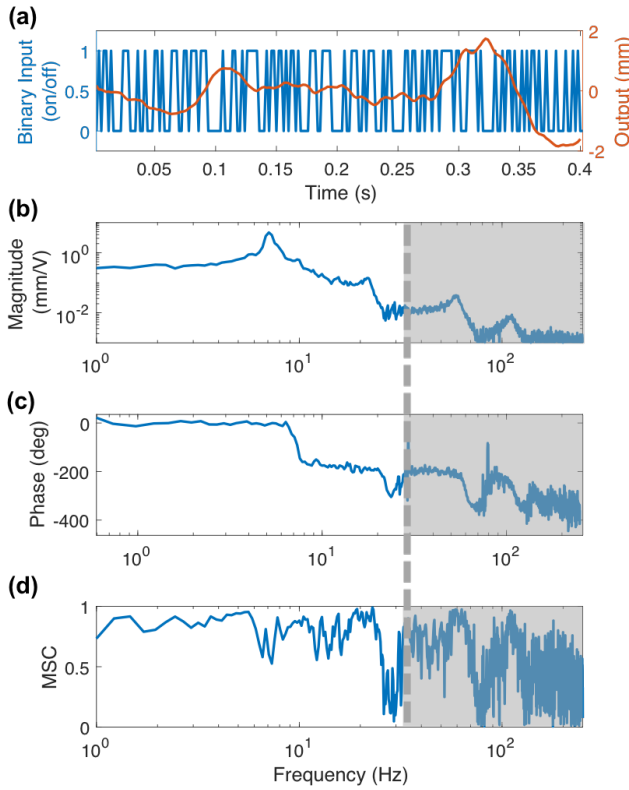 (a)
Binary Input
(on/off)
1
0.5
0
2
0
-2
Output (mm)
0.05 0.1 0.15 0.2 0.25 0.3 0.35 0.4
Time (s)
(b)
Magnitude
(mm/V)
10^0
10^-2
10^0 10^1 10^2
(c)
Phase (deg)
0
-200
-400
10^0 10^1 10^2
(d)
MSC
1
0.5
0
10^0 10^1 10^2
Frequency (Hz)